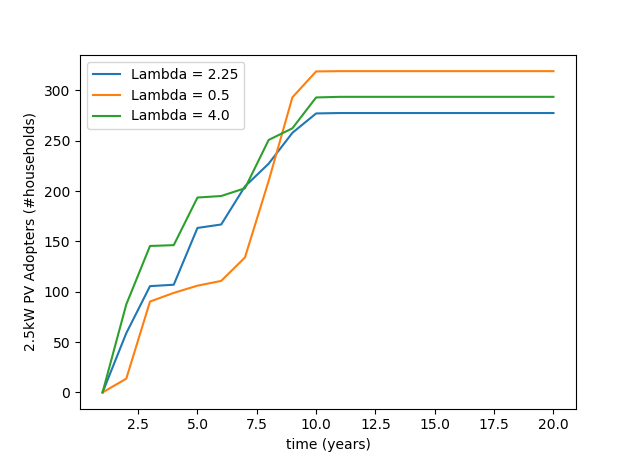 Lambda = 2.25
Lambda = 0.5
Lambda = 4.0
300
250
200
150
100
50
0
2.5kW PV Adopters (#households)
2.5 5.0 7.5 10.0 12.5 15.0 17.5 20.0
time (years)